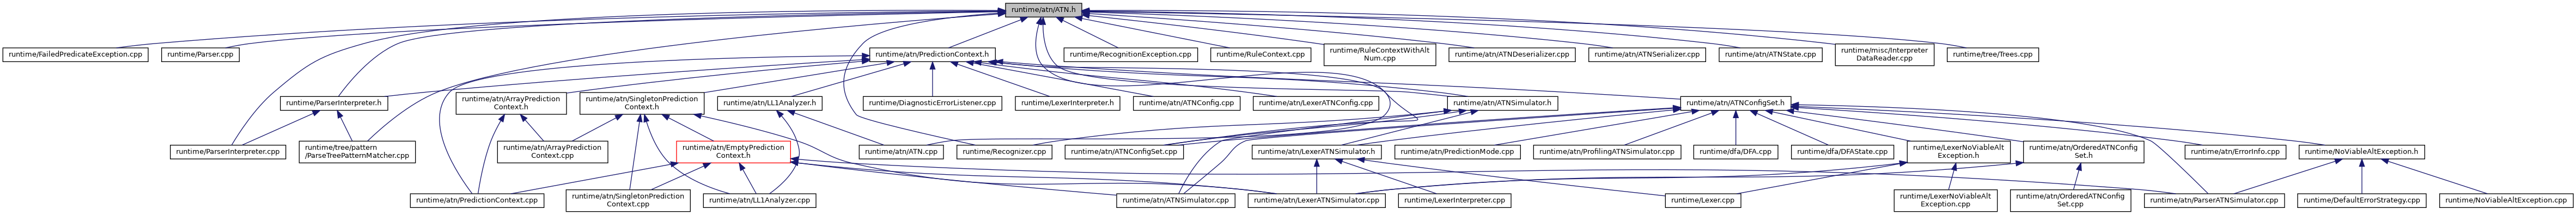 runtime/atn/ATN.h
runtime/FailedPredicateException.cpp
runtime/Parser.cpp
runtime/atn/PredictionContext.h
runtime/RecognitionException.cpp
runtime/RuleContext.cpp
runtime/RuleContextWithAlt
Num.cpp
runtime/atn/ATNDeserializer.cpp
runtime/atn/ATNSerializer.cpp
runtime/atn/ATNState.cpp
runtime/misc/Interpreter
DataReader.cpp
runtime/tree/Trees.cpp
runtime/ParserInterpreter.h
runtime/atn/ArrayPrediction
Context.h
runtime/atn/SingletonPrediction
Context.h
runtime/atn/LL1Analyzer.h
runtime/DiagnosticErrorListener.cpp
runtime/LexerInterpreter.h
runtime/atn/ATNConfig.cpp
runtime/atn/LexerATNConfig.cpp
runtime/atn/ATNSimulator.h
runtime/atn/ATNConfigSet.h
runtime/ParserInterpreter.cpp
runtime/tree/pattern
/ParseTreePatternMatcher.cpp
runtime/atn/ArrayPrediction
Context.cpp
runtime/atn/EmptyPrediction
Context.h
runtime/atn/ATN.cpp
runtime/Recognizer.cpp
runtime/atn/ATNConfigSet.cpp
runtime/atn/LexerATNSimulator.h
runtime/atn/PredictionMode.cpp
runtime/atn/ProfilingATNSimulator.cpp
runtime/dfa/DFA.cpp
runtime/dfa/DFAState.cpp
runtime/LexerNoViableAlt
Exception.h
runtime/atn/OrderedATNConfig
Set.h
runtime/atn/ErrorInfo.cpp
runtime/NoViableAltException.h
runtime/atn/PredictionContext.cpp
runtime/atn/SingletonPrediction
Context.cpp
runtime/atn/LL1Analyzer.cpp
runtime/atn/ATNSimulator.cpp
runtime/atn/LexerATNSimulator.cpp
runtime/LexerInterpreter.cpp
runtime/Lexer.cpp
runtime/LexerNoViableAlt
Exception.cpp
runtime/atn/OrderedATNConfig
Set.cpp
runtime/atn/ParserATNSimulator.cpp
runtime/DefaultErrorStrategy.cpp
runtime/NoViableAltException.cpp